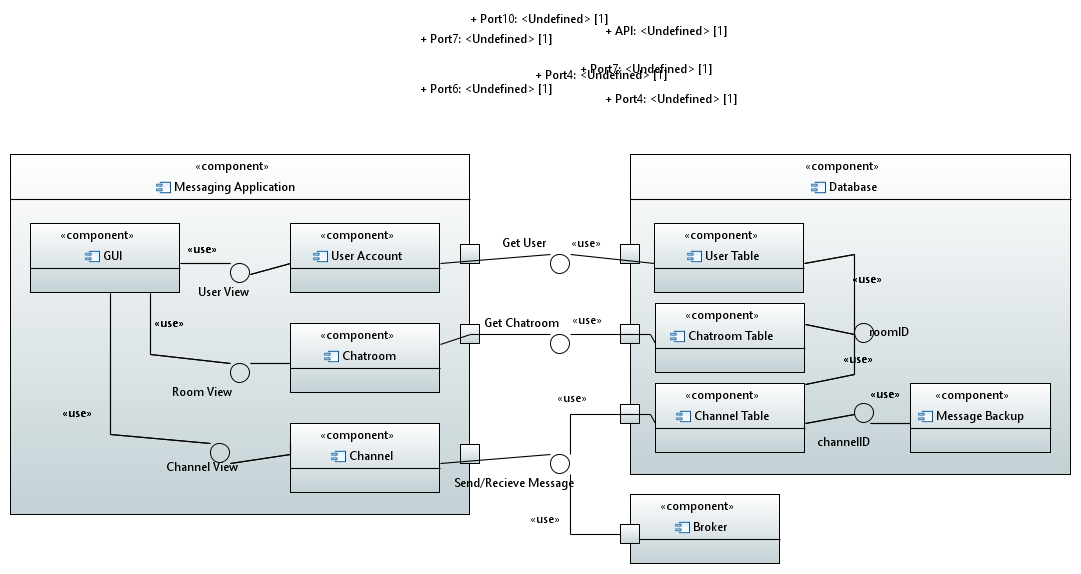 + Port10: <Undefined> [1]
+ API: <Undefined> [1]
+ Port7: <Undefined> [1]
+ Port7: <Undefined> [1]
+ Port4: <Undefined> [1]
+ Port6: <Undefined> [1]
+ Port4: <Undefined> [1]
«component»
Messaging Application
«component»
GUI
«use»
User View
«component»
User Account
«use»
Room View
«component»
Chatroom
«use»
Channel View
«component»
Channel
Get User
«use»
Get Chatroom
«use»
«use»
Send/Recieve Message
«use»
«component»
Database
«component»
User Table
«use»
«component»
Chatroom Table
roomID
«use»
«component»
Channel Table
«use»
channelID
«component»
Message Backup
«component»
Broker